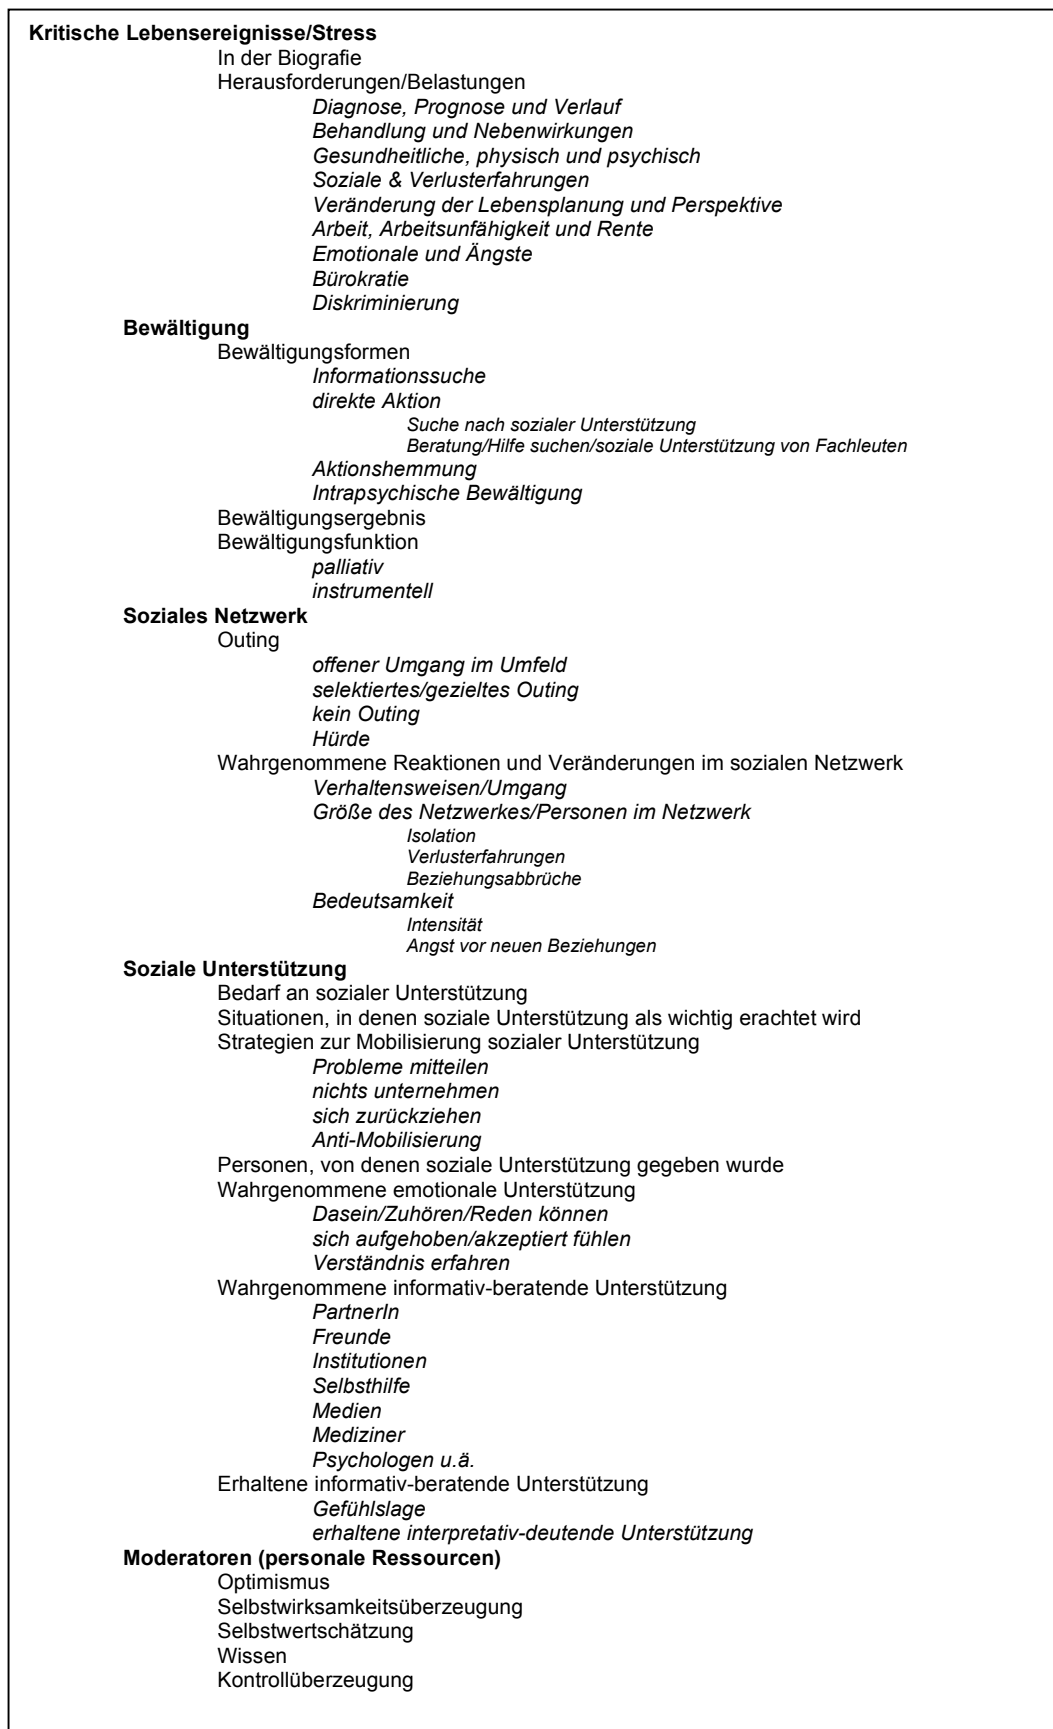 Kritische Lebensereignisse/Stress
In der Biografie
Herausforderungen/Belastungen
Diagnose, Prognose und Verlauf
Behandlung und Nebenwirkungen
Gesundheitliche, physisch und psychisch
Soziale & Verlusterfahrungen
Veränderung der Lebensplanung und Perspektive
Arbeit, Arbeitsunfähigkeit und Rente
Emotionale und Ängste
Bürokratie
Diskriminierung
Bewältigung
Bewältigungsformen
Informationssuche
direkte Aktion
Suche nach sozialer Unterstützung
Beratung/Hilfe suchen/soziale Unterstützung von Fachleuten
Aktionshemmung
Intrapsychische Bewältigung
Bewältigungsergebnis
Bewältigungsfunktion
palliativ
instrumentell
Soziales Netzwerk
Outing
offener Umgang im Umfeld
selektiertes/gezieltes Outing
kein Outing
Hürde
Wahrgenommene Reaktionen und Veränderungen im sozialen Netzwerk
Verhaltensweisen/Umgang
Größe des Netzwerkes/Personen im Netzwerk
Isolation
Verlusterfahrungen
Beziehungsabbrüche
Bedeutsamkeit
Intensität
Angst vor neuen Beziehungen
Soziale Unterstützung
Bedarf an sozialer Unterstützung
Situationen, in denen soziale Unterstützung als wichtig erachtet wird
Strategien zur Mobilisierung sozialer Unterstützung
Probleme mitteilen
nichts unternehmen
sich zurückziehen
Anti-Mobilisierung
Personen, von denen soziale Unterstützung gegeben wurde
Wahrgenommene emotionale Unterstützung
Dasein/Zuhören/Reden können
sich aufgehoben/akzeptiert fühlen
Verständnis erfahren
Wahrgenommene informativ-beratende Unterstützung
PartnerIn
Freunde
Institutionen
Selbsthilfe
Medien
Mediziner
Psychologen u.ä.
Erhaltene informativ-beratende Unterstützung
Gefühlslage
erhaltene interpretativ-deutende Unterstützung
Moderatoren (personale Ressourcen)
Optimismus
Selbstwirksamkeitsüberzeugung
Selbstwertschätzung
Wissen
Kontrollüberzeugung